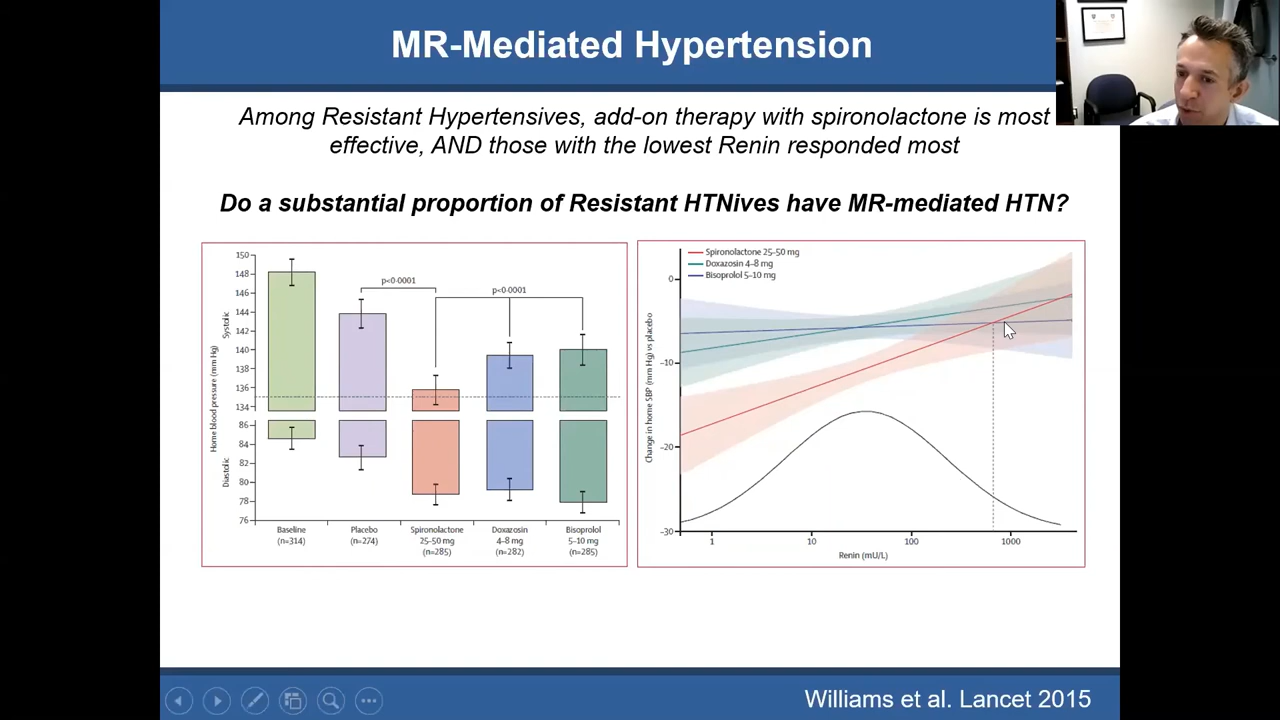 MR-Mediated Hypertension
Among Resistant Hypertensives, add-on therapy with spironolactone is most
effective, AND those with the lowest Renin responded most
Do a substantial proportion of Resistant HTNives have MR-mediated HTN?
150
148
146
144
142
140
138
136
134
86
84
82
80
78
76
Systolic
Home blood pressure (mm Hg)
Diastolic
p<0·0001
p<0·0001
Baseline
(n=314)
Placebo
(n=274)
Spironolactone
25–50 mg
(n=285)
Doxazosin
4–8 mg
(n=282)
Bisoprolol
5–10 mg
(n=285)
Spironolactone 25–50 mg
Doxazosin 4–8 mg
Bisoprolol 5–10 mg
0
–10
–20
–30
Change in home SBP (mm Hg) vs placebo
1
10
100
1000
Renin (mU/L)
Williams et al. Lancet 2015